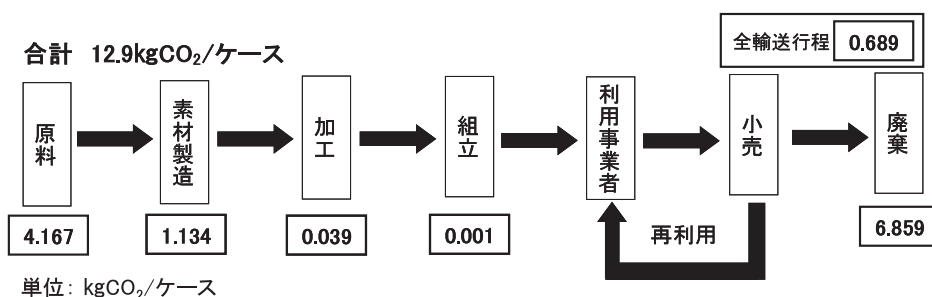 合計 12.9kgCO₂/ケース
全輸送行程 0.689
原料
素材製造
加工
組立
利用事業者
小売
廃棄
4.167
1.134
0.039
0.001
再利用
6.859
単位: kgCO₂/ケース